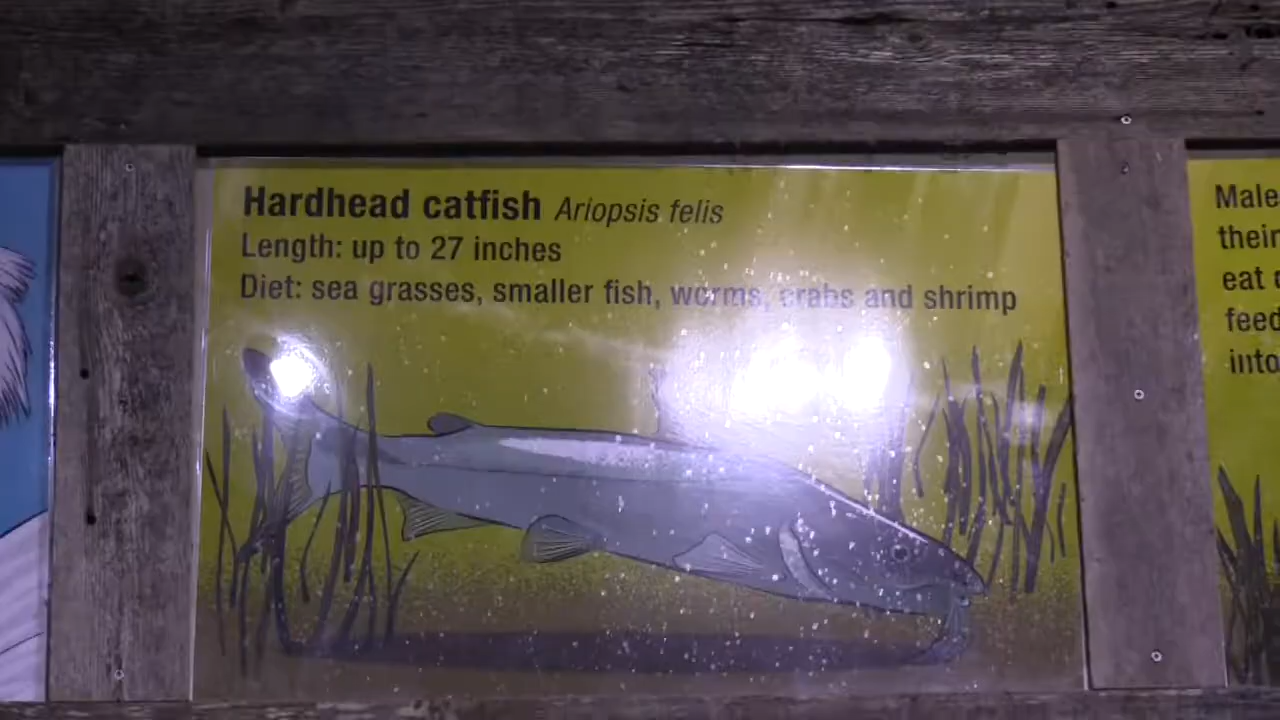 Hardhead catfish Ariopsis felis
Length: up to 27 inches
Diet: sea grasses, smaller fish, worms, crabs and shrimp
Male
their
eat
feed
into